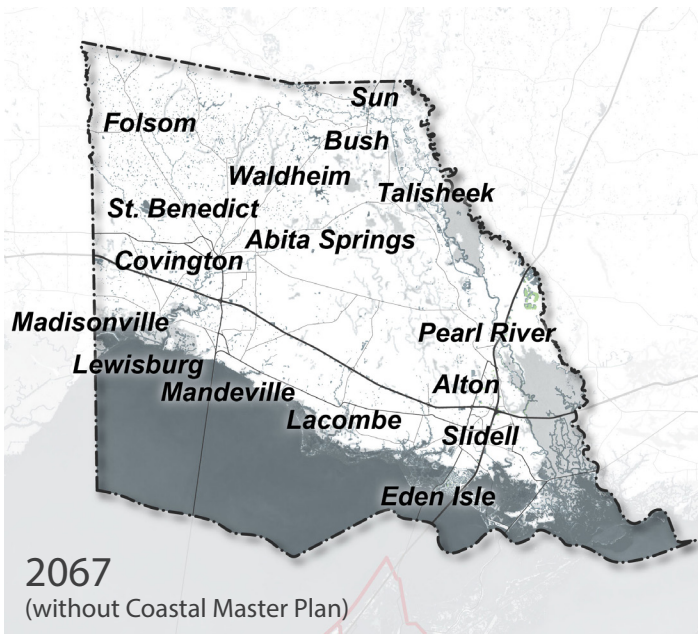 Sun
Folsom
Bush
Waldheim
Talisheek
St. Benedict
Abita Springs
Covington
Madisonville
Pearl River
Lewisburg
Mandeville
Alton
Lacombe
Slidell
Eden Isle
2067
(without Coastal Master Plan)